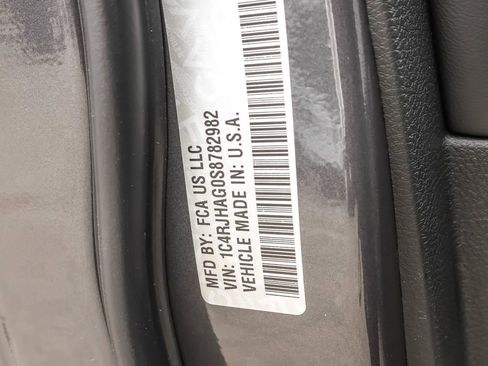 MFD BY: FCA US LLC
VIN: 1C4RJHAG0S8782982
VEHICLE MADE IN: U.S.A.